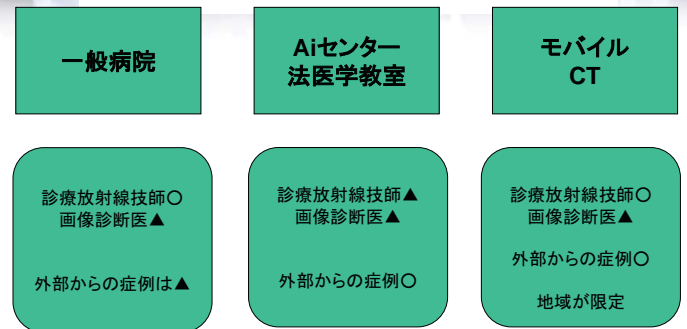 一般病院
Aiセンター
法医学教室
モバイル
CT
診療放射線技師〇
画像診断医▲
外部からの症例は▲
診療放射線技師▲
画像診断医▲
外部からの症例〇
診療放射線技師〇
画像診断医▲
外部からの症例〇
地域が限定